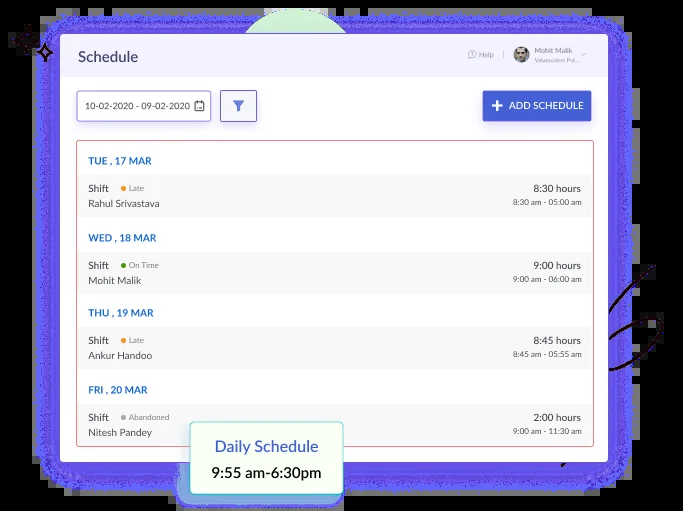 Schedule
Help
Mohit Malik
Valuecoders Pvt...
10-02-2020 - 09-02-2020
ADD SCHEDULE
TUE , 17 MAR
Shift Late 8:30 hours
Rahul Srivastava 8:30 am - 05:00 am
WED , 18 MAR
Shift On Time 9:00 hours
Mohit Malik 9:00 am - 06:00 am
THU , 19 MAR
Shift Late 8:45 hours
Ankur Handoo 8:45 am - 05:55 am
FRI , 20 MAR
Shift Abandoned 2:00 hours
Nitesh Pandey 9:00 am - 11:30 am
Daily Schedule
9:55 am-6:30pm